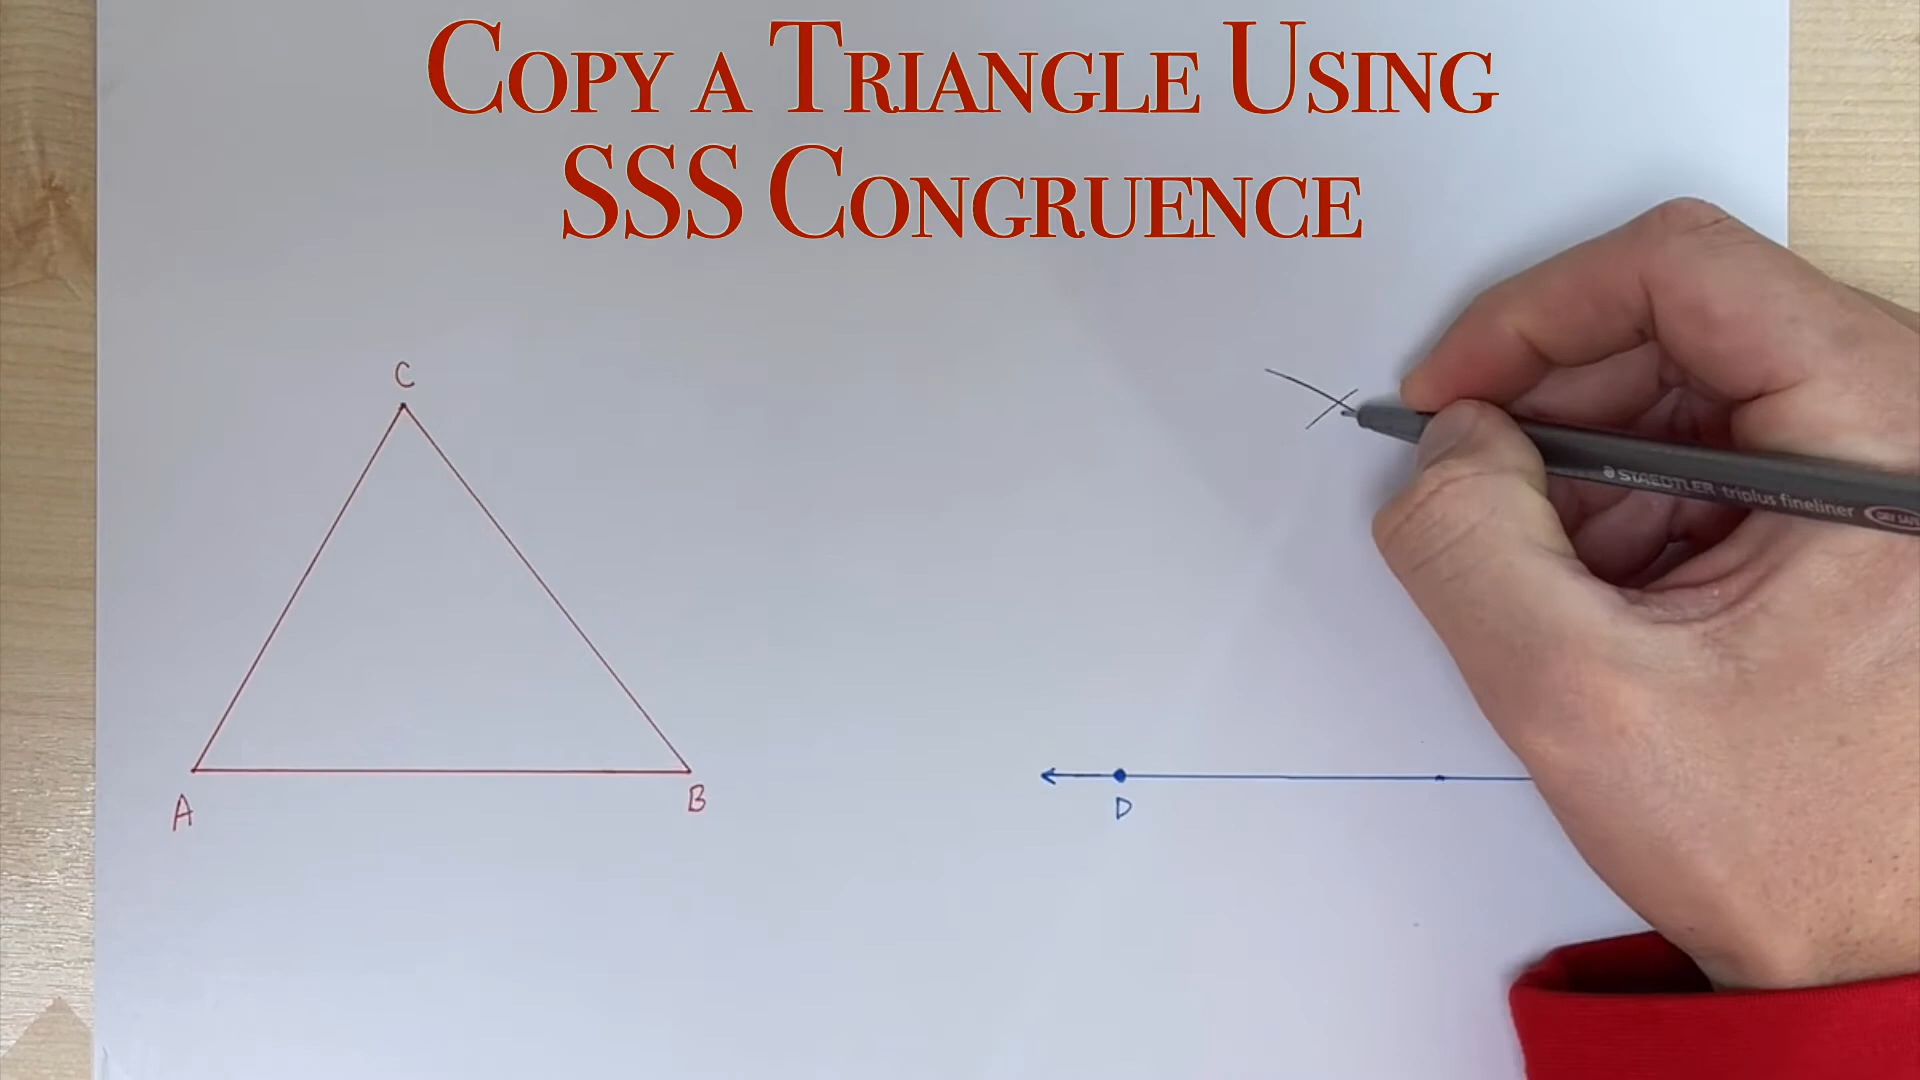 Copy a Triangle Using
SSS Congruence
C
STAEDTLER triplus fineliner
A
B
D